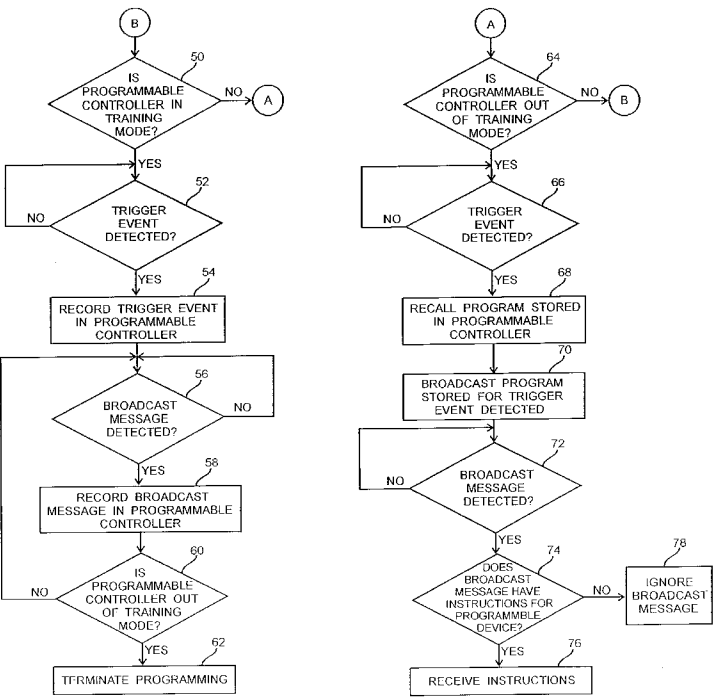 B
50
IS
PROGRAMMABLE
CONTROLLER IN
TRAINING
MODE?
NO
A
YES
52
TRIGGER
EVENT
DETECTED?
NO
YES
54
RECORD TRIGGER EVENT
IN PROGRAMMABLE
CONTROLLER
56
BROADCAST
MESSAGE
DETECTED?
NO
YES
58
RECORD BROADCAST
MESSAGE IN PROGRAMMABLE
CONTROLLER
60
IS
PROGRAMMABLE
CONTROLLER OUT
OF TRAINING
MODE?
NO
YES
62
TERMINATE PROGRAMMING
A
64
IS
PROGRAMMABLE
CONTROLLER OUT
OF TRAINING
MODE?
NO
B
YES
66
TRIGGER
EVENT
DETECTED?
NO
YES
68
RECALL PROGRAM STORED
IN PROGRAMMABLE
CONTROLLER
70
BROADCAST PROGRAM
STORED FOR TRIGGER
EVENT DETECTED
72
BROADCAST
MESSAGE
DETECTED?
NO
YES
74
DOES
BROADCAST
MESSAGE HAVE
INSTRUCTIONS FOR
PROGRAMMBLE
DEVICE?
NO
78
IGNORE
BROADCAST
MESSAGE
YES
76
RECEIVE INSTRUCTIONS